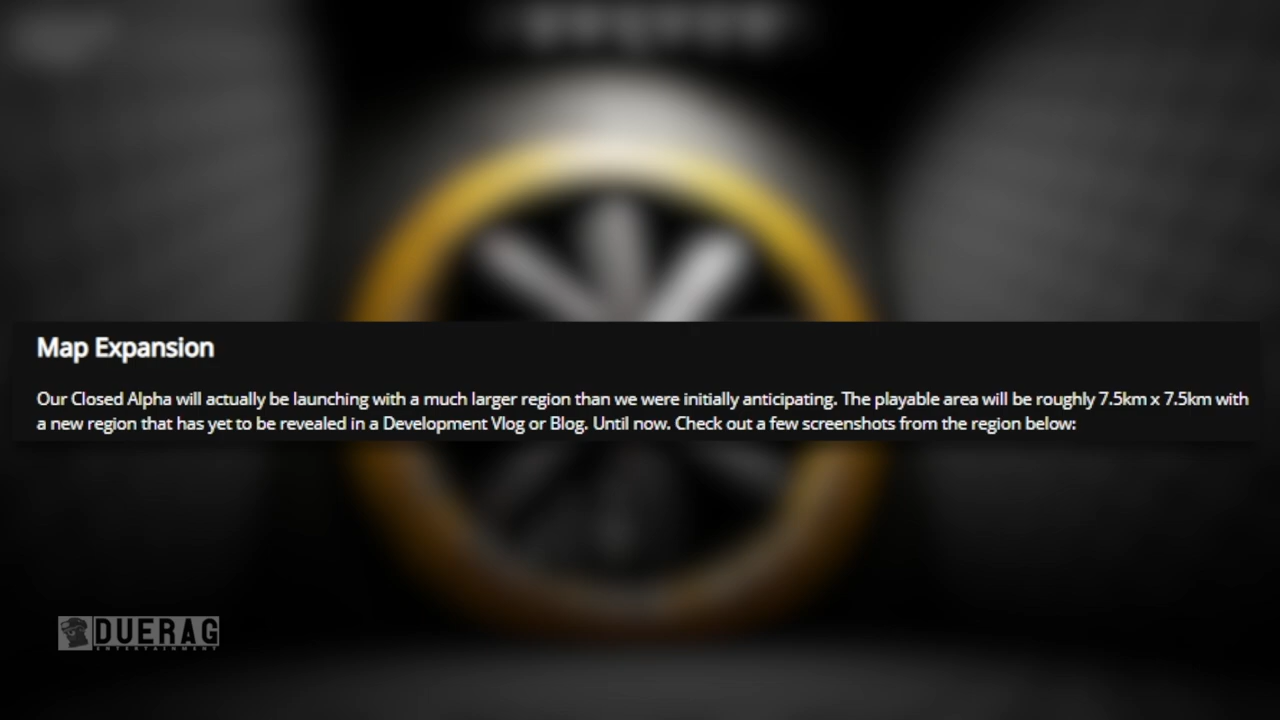 Map Expansion
Our Closed Alpha will actually be launching with a much larger region than we were initially anticipating. The playable area will be roughly 7.5km x 7.5km with
a new region that has yet to be revealed in a Development Vlog or Blog. Until now. Check out a few screenshots from the region below:
DUERAG
ENTERTAINMENT